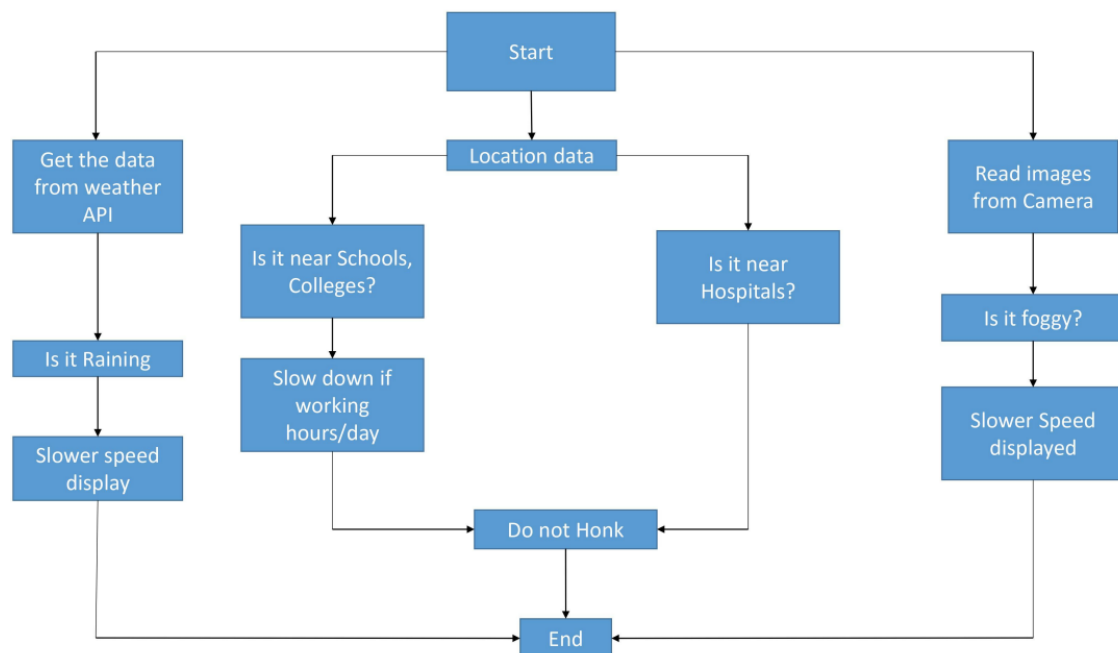 Start
Get the data
from weather
API
Location data
Read images
from Camera
Is it near Schools,
Colleges?
Is it near
Hospitals?
Is it foggy?
Is it Raining
Slow down if
working
hours/day
Slower Speed
displayed
Slower speed
display
Do not Honk
End